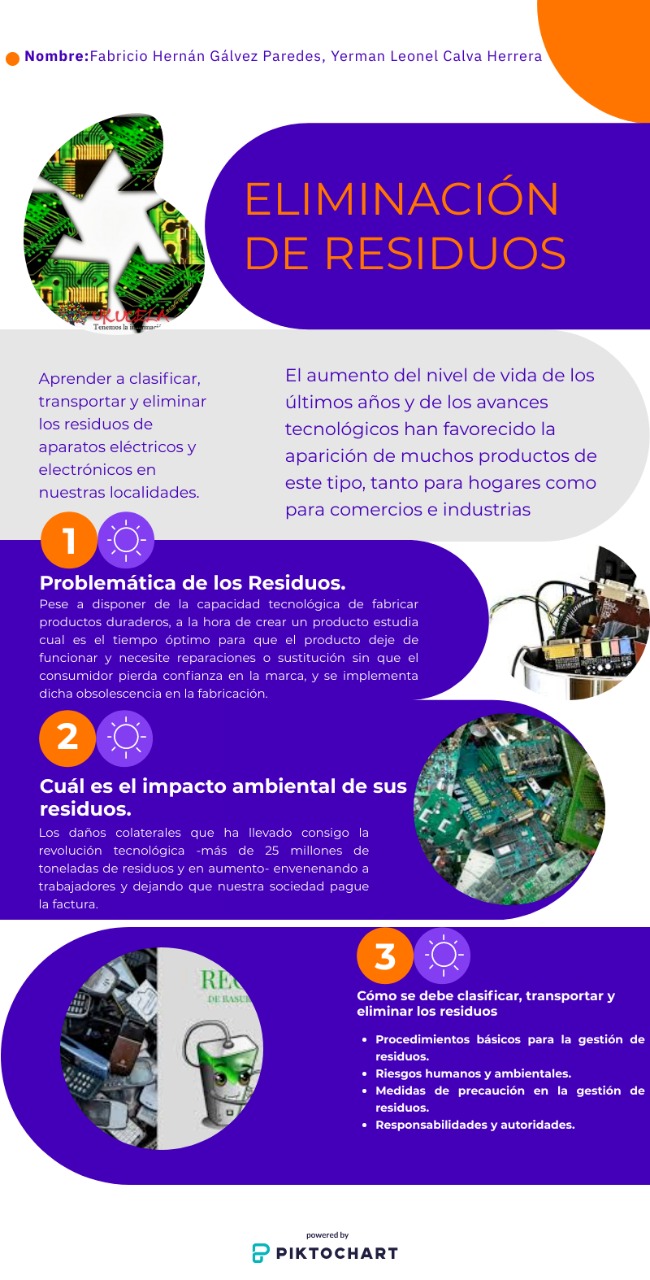 Nombre:Fabricio Hernán Gálvez Paredes, Yerman Leonel Calva Herrera
ELIMINACIÓN
DE RESIDUOS
Tenemos la
Aprender a clasificar,
transportar y eliminar
los residuos de
aparatos eléctricos y
electrónicos en
nuestras localidades.
El aumento del nivel de vida de los
últimos años y de los avances
tecnológicos han favorecido la
aparición de muchos productos de
este tipo, tanto para hogares como
para comercios e industrias
1
Problemática de los Residuos.
Pese a disponer de la capacidad tecnológica de fabricar
productos duraderos, a la hora de crear un producto estudia
cual es el tiempo óptimo para que el producto deje de
funcionar y necesite reparaciones o sustitución sin que el
consumidor pierda confianza en la marca, y se implementa
dicha obsolescencia en la fabricación.
2
Cuál es el impacto ambiental de sus
residuos.
Los daños colaterales que ha llevado consigo la
revolución tecnológica -más de 25 millones de
toneladas de residuos y en aumento- envenenando a
trabajadores y dejando que nuestra sociedad pague
la factura.
REC
DE BASUR
3
Cómo se debe clasificar, transportar y
eliminar los residuos
• Procedimientos básicos para la gestión de
residuos.
• Riesgos humanos y ambientales.
• Medidas de precaución en la gestión de
residuos.
• Responsabilidades y autoridades.
powered by
PIKTOCHART